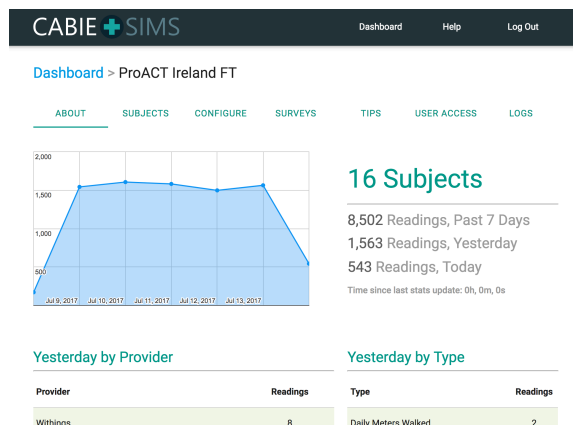 CABIE SIMS
Dashboard Help Log Out
Dashboard > ProACT Ireland FT
ABOUT SUBJECTS CONFIGURE SURVEYS TIPS USER ACCESS LOGS
2,000
1,500
1,000
500
Jul 9, 2017 Jul 10, 2017 Jul 11, 2017 Jul 12, 2017 Jul 13, 2017
16 Subjects
8,502 Readings, Past 7 Days
1,563 Readings, Yesterday
543 Readings, Today
Time since last stats update: 0h, 0m, 0s
Yesterday by Provider
Provider Readings
Withings 8
Yesterday by Type
Type Readings
Daily Meters Walked 2